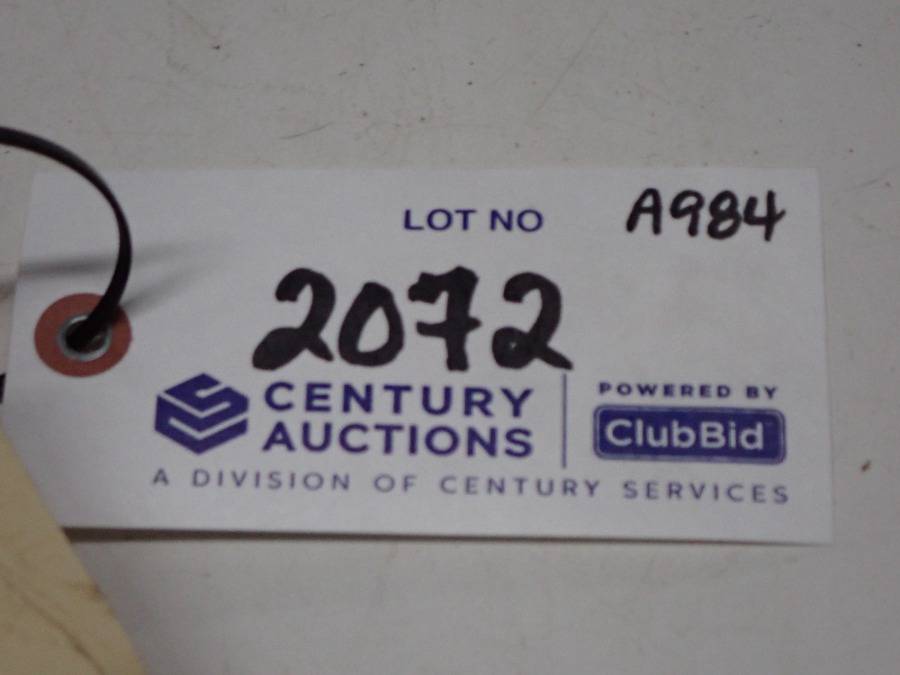 LOT NO
A984
2072
CENTURY
AUCTIONS
POWERED BY
ClubBid
A DIVISION OF CENTURY SERVICES